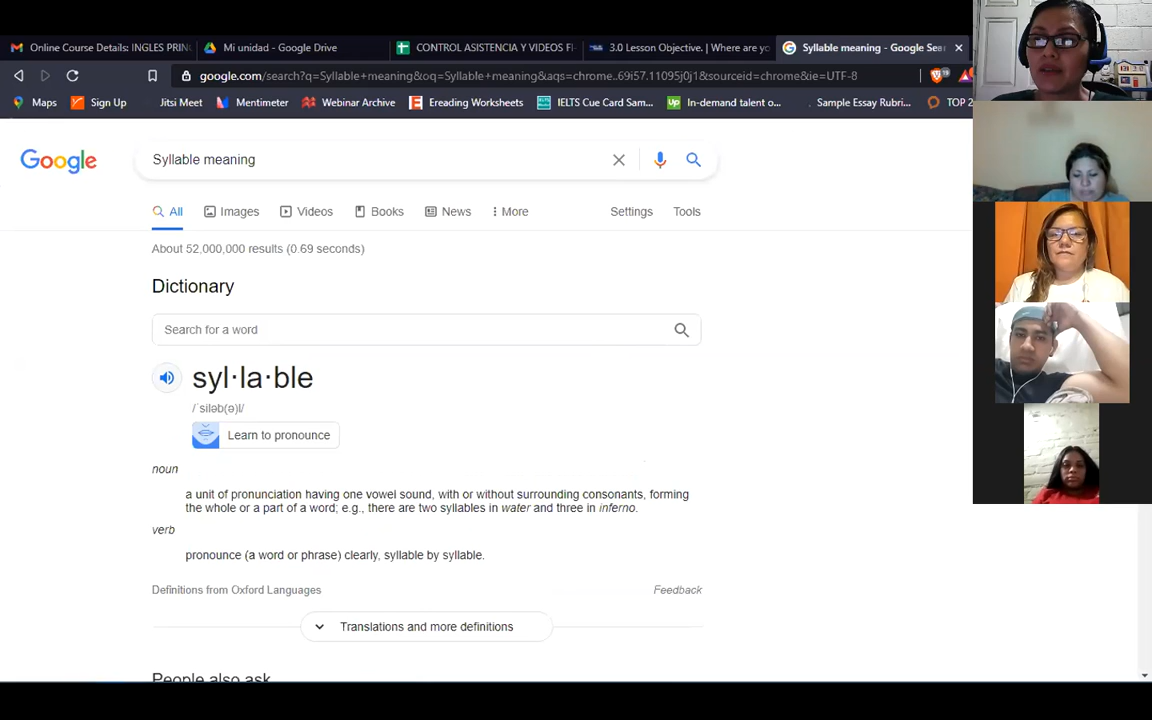 Online Course Details: INGLES PRIN
Mi unidad - Google Drive
CONTROL ASISTENCIA Y VIDEOS FI
3.0 Lesson Objective. | Where are yo
Syllable meaning - Google Sear
google.com/search?q=Syllable+meaning&oq=Syllable+meaning&aqs=chrome..69i57.11095j0j1&sourceid=chrome&ie=UTF-8
Maps
Sign Up
Jitsi Meet
Mentimeter
Webinar Archive
Ereading Worksheets
IELTS Cue Card Sam...
In-demand talent o...
Sample Essay Rubri...
TOP 2
Google
Syllable meaning
All
Images
Videos
Books
News
More
Settings
Tools
About 52,000,000 results (0.69 seconds)
Dictionary
Search for a word
syl·la·ble
/ˈsiləb(ə)l/
Learn to pronounce
noun
a unit of pronunciation having one vowel sound, with or without surrounding consonants, forming
the whole or a part of a word; e.g., there are two syllables in water and three in inferno.
verb
pronounce (a word or phrase) clearly, syllable by syllable.
Definitions from Oxford Languages
Feedback
Translations and more definitions
People also ask